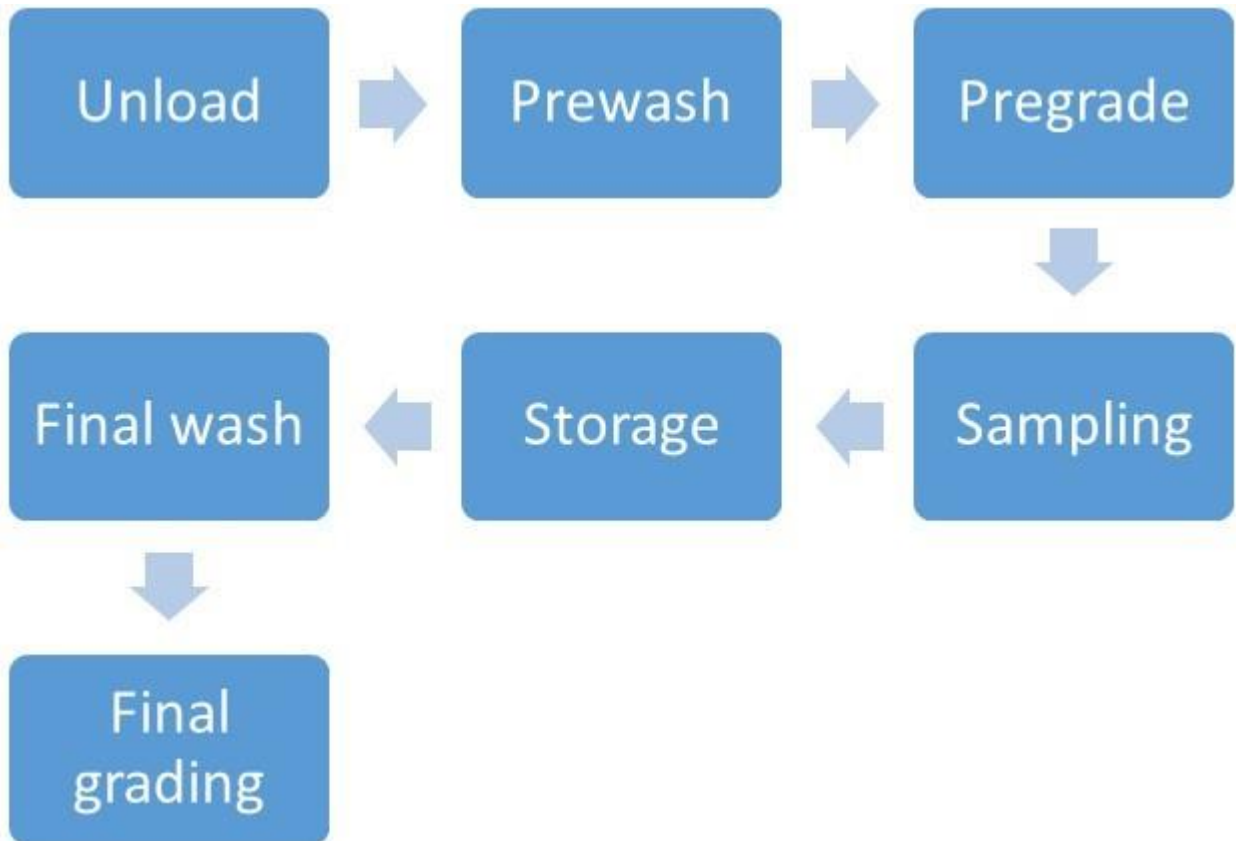 Unload
Prewash
Pregrade
Sampling
Storage
Final wash
Final
grading